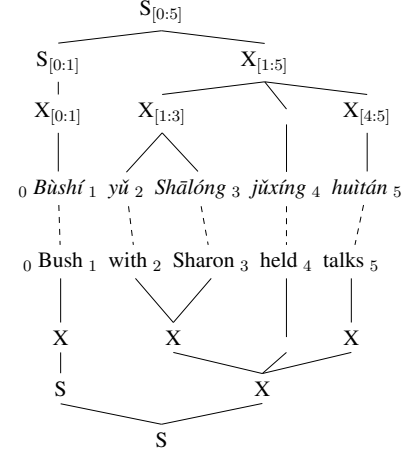 S[0:5]
S[0:1] X[1:5]
X[0:1] X[1:3] X[4:5]
0 Bùshí 1 yǔ 2 Shālóng 3 jǔxíng 4 huìtán 5
0 Bush 1 with 2 Sharon 3 held 4 talks 5
X X X
S X
S